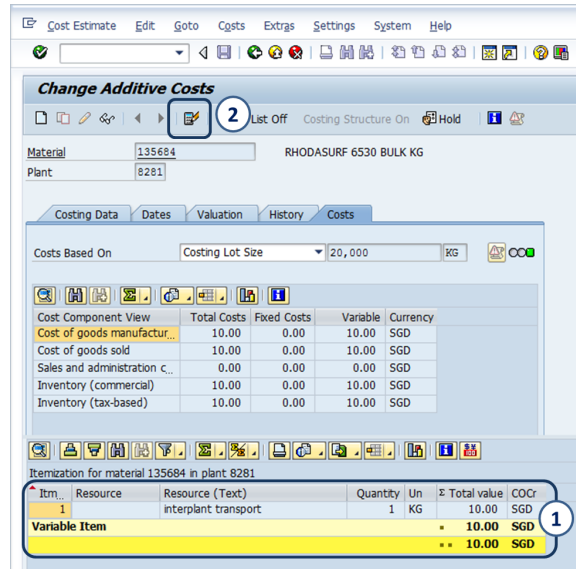 Cost Estimate Edit Goto Costs Extras Settings System Help
Change Additive Costs
2 List Off Costing Structure On Hold
Material 135684 RHODASURF 6530 BULK KG
Plant 8281
Costing Data Dates Valuation History Costs
Costs Based On Costing Lot Size 20,000 KG
Cost Component View Total Costs Fixed Costs Variable Currency
Cost of goods manufactur... 10.00 0.00 10.00 SGD
Cost of goods sold 10.00 0.00 10.00 SGD
Sales and administration c... 0.00 0.00 0.00 SGD
Inventory (commercial) 10.00 0.00 10.00 SGD
Inventory (tax-based) 10.00 0.00 10.00 SGD
Itemization for material 135684 in plant 8281
Itm... Resource Resource (Text) Quantity Un Σ Total value COCr
1 interplant transport 1 KG 10.00 SGD
1
Variable Item 10.00 SGD
10.00 SGD